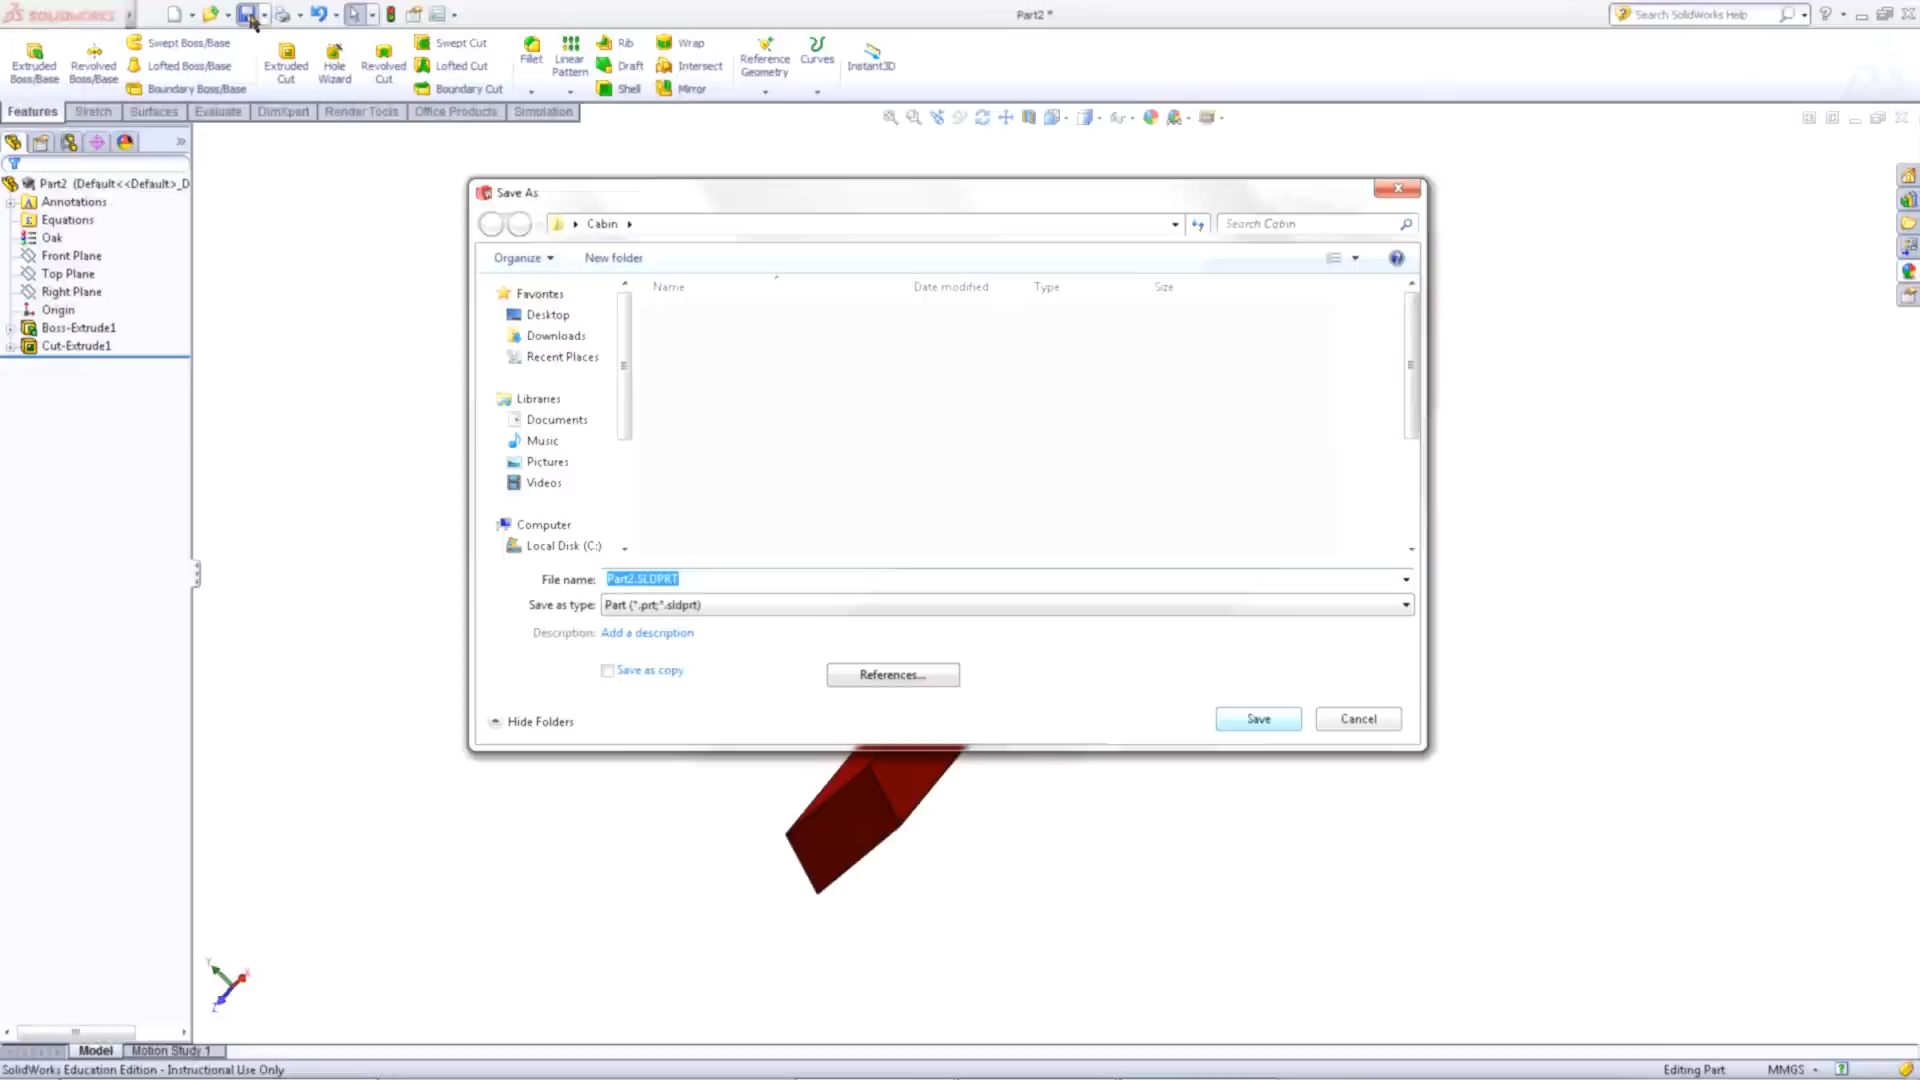 SOLIDWORKS
Part2 *
Search SolidWorks Help
Extruded Boss/Base
Revolved Boss/Base
Swept Boss/Base
Lofted Boss/Base
Boundary Boss/Base
Extruded Cut
Hole Wizard
Revolved Cut
Swept Cut
Lofted Cut
Boundary Cut
Fillet
Linear Pattern
Rib
Draft
Shell
Wrap
Intersect
Mirror
Reference Geometry
Curves
Instant3D
Features Sketch Surfaces Evaluate DimXpert Render Tools Office Products Simulation
Part2 (Default<<Default>_D
Annotations
Equations
Oak
Front Plane
Top Plane
Right Plane
Origin
Boss-Extrude1
Cut-Extrude1
Save As
Cabin
Search Cabin
Organize New folder
Name Date modified Type Size
Favorites
Desktop
Downloads
Recent Places
Libraries
Documents
Music
Pictures
Videos
Computer
Local Disk (C:)
File name: Part2.SLDPRT
Save as type: Part (*.prt;*.sldprt)
Description: Add a description
Save as copy
References...
Hide Folders
Save Cancel
Y
X
Z
Model Motion Study 1
SolidWorks Education Edition - Instructional Use Only
Editing Part MMGS